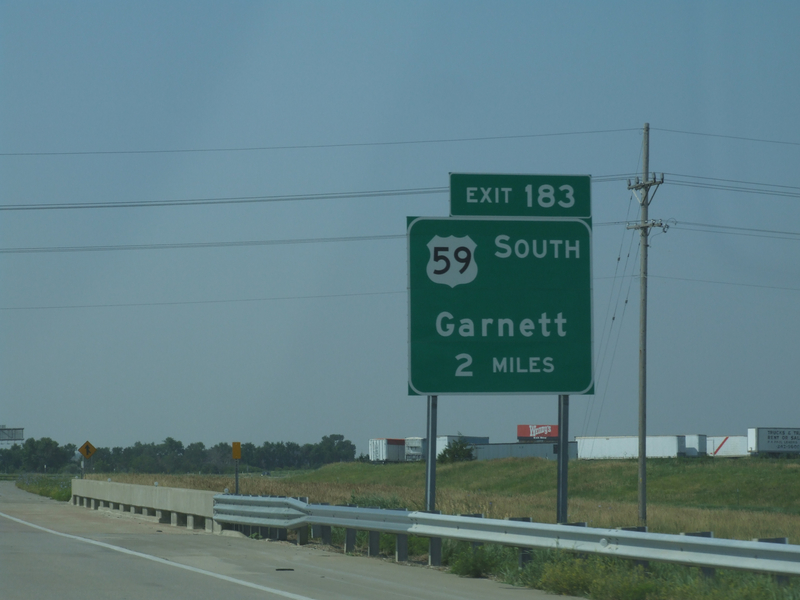 EXIT 183
59 SOUTH
Garnett
2 MILES